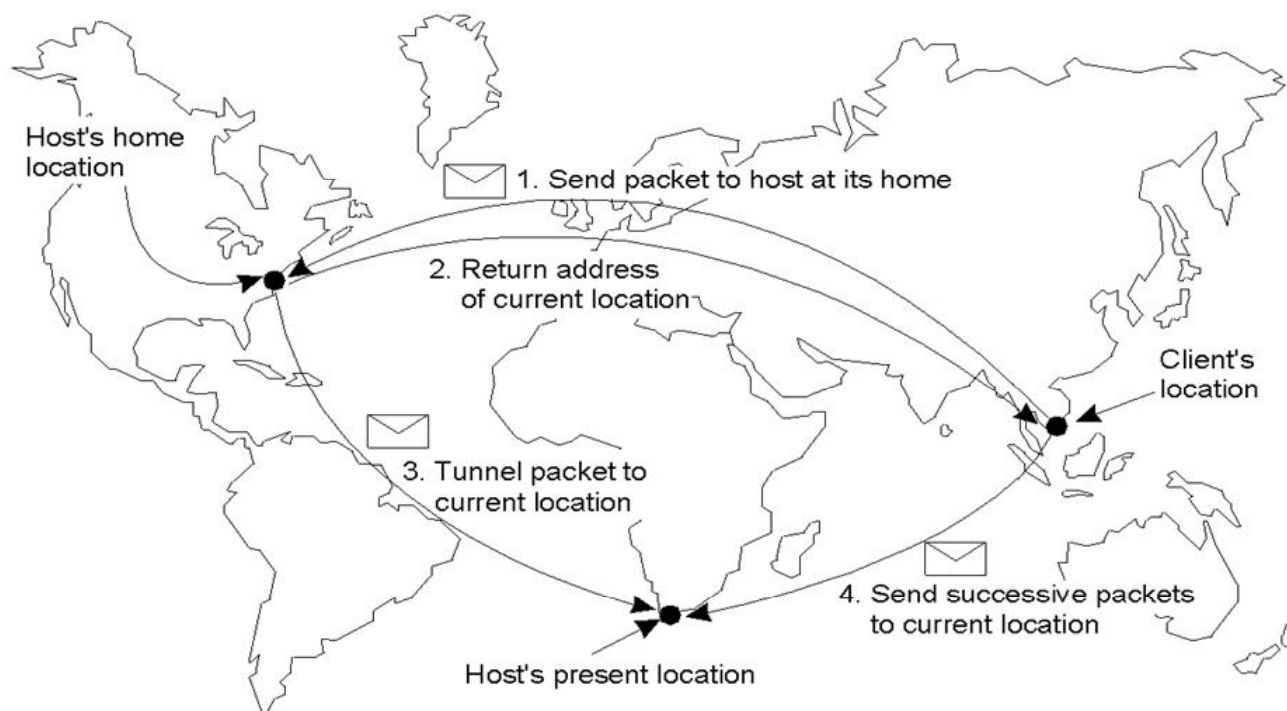 Host's home
location
1. Send packet to host at its home
2. Return address
of current location
Client's
location
3. Tunnel packet to
current location
4. Send successive packets
to current location
Host's present location